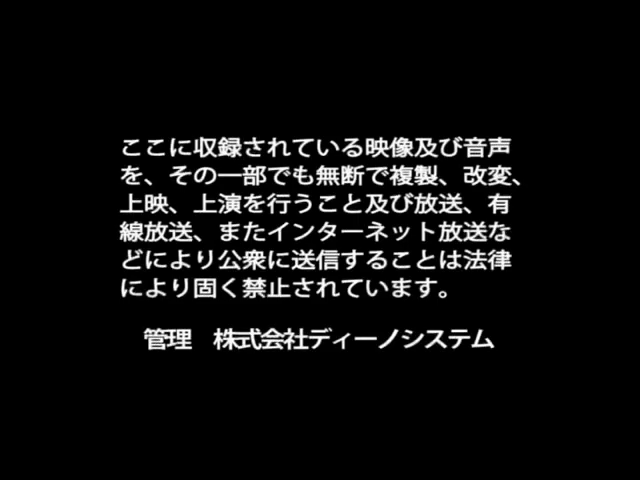 ここに収録されている映像及び音声
を、その一部でも無断で複製、改変、
上映、上演を行うこと及び放送、有
線放送、またインターネット放送な
どにより公衆に送信することは法律
により固く禁止されています。
管理　株式会社ディーノシステム